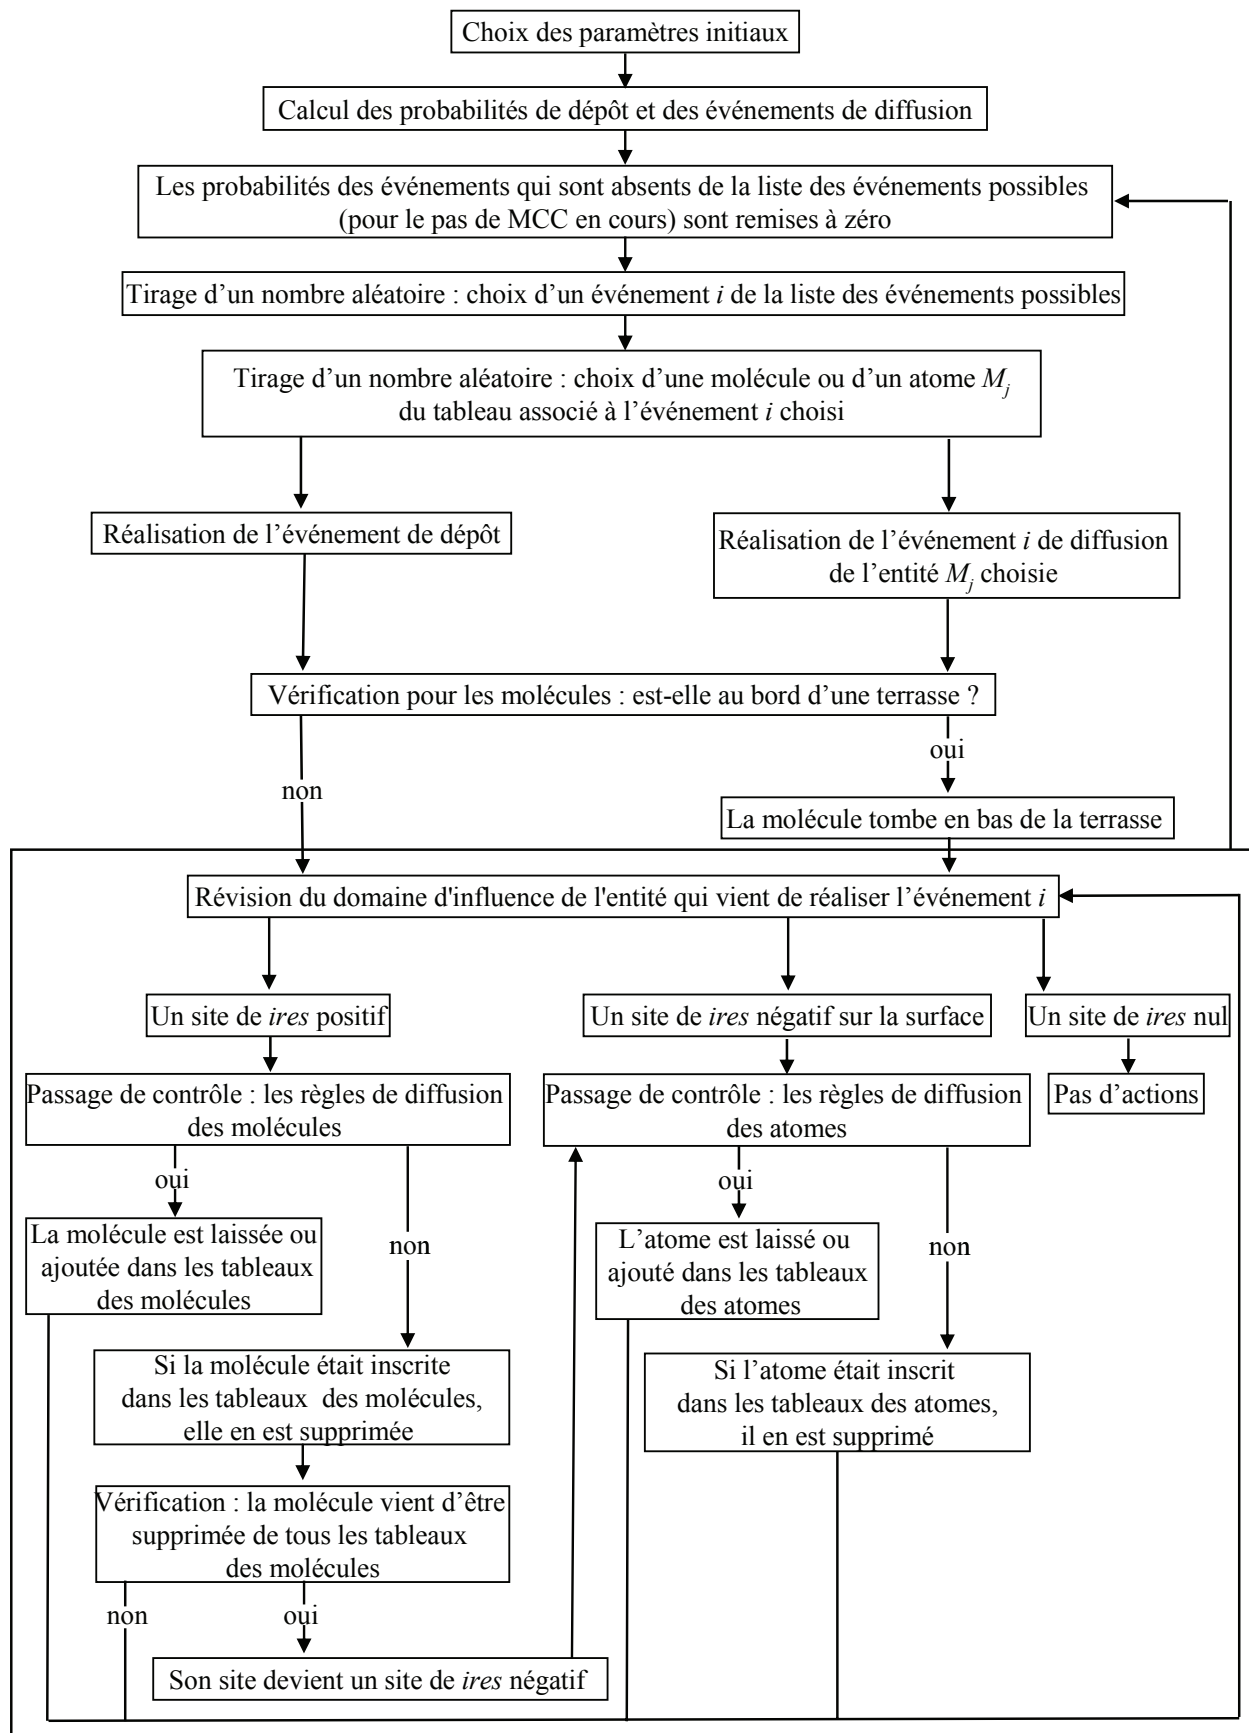 Choix des paramètres initiaux
Calcul des probabilités de dépôt et des événements de diffusion
Les probabilités des événements qui sont absents de la liste des événements possibles
(pour le pas de MCC en cours) sont remises à zéro
Tirage d’un nombre aléatoire : choix d’un événement i de la liste des événements possibles
Tirage d’un nombre aléatoire : choix d’une molécule ou d’un atome Mj
du tableau associé à l’événement i choisi
Réalisation de l’événement de dépôt
Réalisation de l’événement i de diffusion
de l’entité Mj choisie
Vérification pour les molécules : est-elle au bord d’une terrasse ?
oui
non
La molécule tombe en bas de la terrasse
Révision du domaine d'influence de l'entité qui vient de réaliser l’événement i
Un site de ires positif
Un site de ires négatif sur la surface
Un site de ires nul
Passage de contrôle : les règles de diffusion
des molécules
Passage de contrôle : les règles de diffusion
des atomes
Pas d’actions
oui
oui
La molécule est laissée ou
ajoutée dans les tableaux
des molécules
non
L’atome est laissé ou
ajouté dans les tableaux
des atomes
non
Si la molécule était inscrite
dans les tableaux des molécules,
elle en est supprimée
Si l’atome était inscrit
dans les tableaux des atomes,
il en est supprimé
Vérification : la molécule vient d’être
supprimée de tous les tableaux
des molécules
non
oui
Son site devient un site de ires négatif